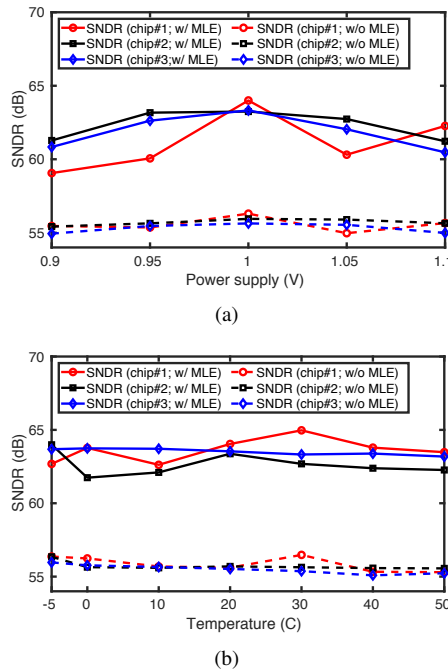 70
SNDR (chip#1; w/ MLE) SNDR (chip#1; w/o MLE)
SNDR (chip#2; w/ MLE) SNDR (chip#2; w/o MLE)
SNDR (chip#3;w/ MLE) SNDR (chip#3; w/o MLE)
65
SNDR (dB)
60
55
0.9 0.95 1 1.05 1.1
Power supply (V)
(a)
70
SNDR (chip#1; w/ MLE) SNDR (chip#1; w/o MLE)
SNDR (chip#2; w/ MLE) SNDR (chip#2; w/o MLE)
SNDR (chip#3; w/ MLE) SNDR (chip#3; w/o MLE)
65
SNDR (dB)
60
55
-5 0 10 20 30 40 50
Temperature (C)
(b)